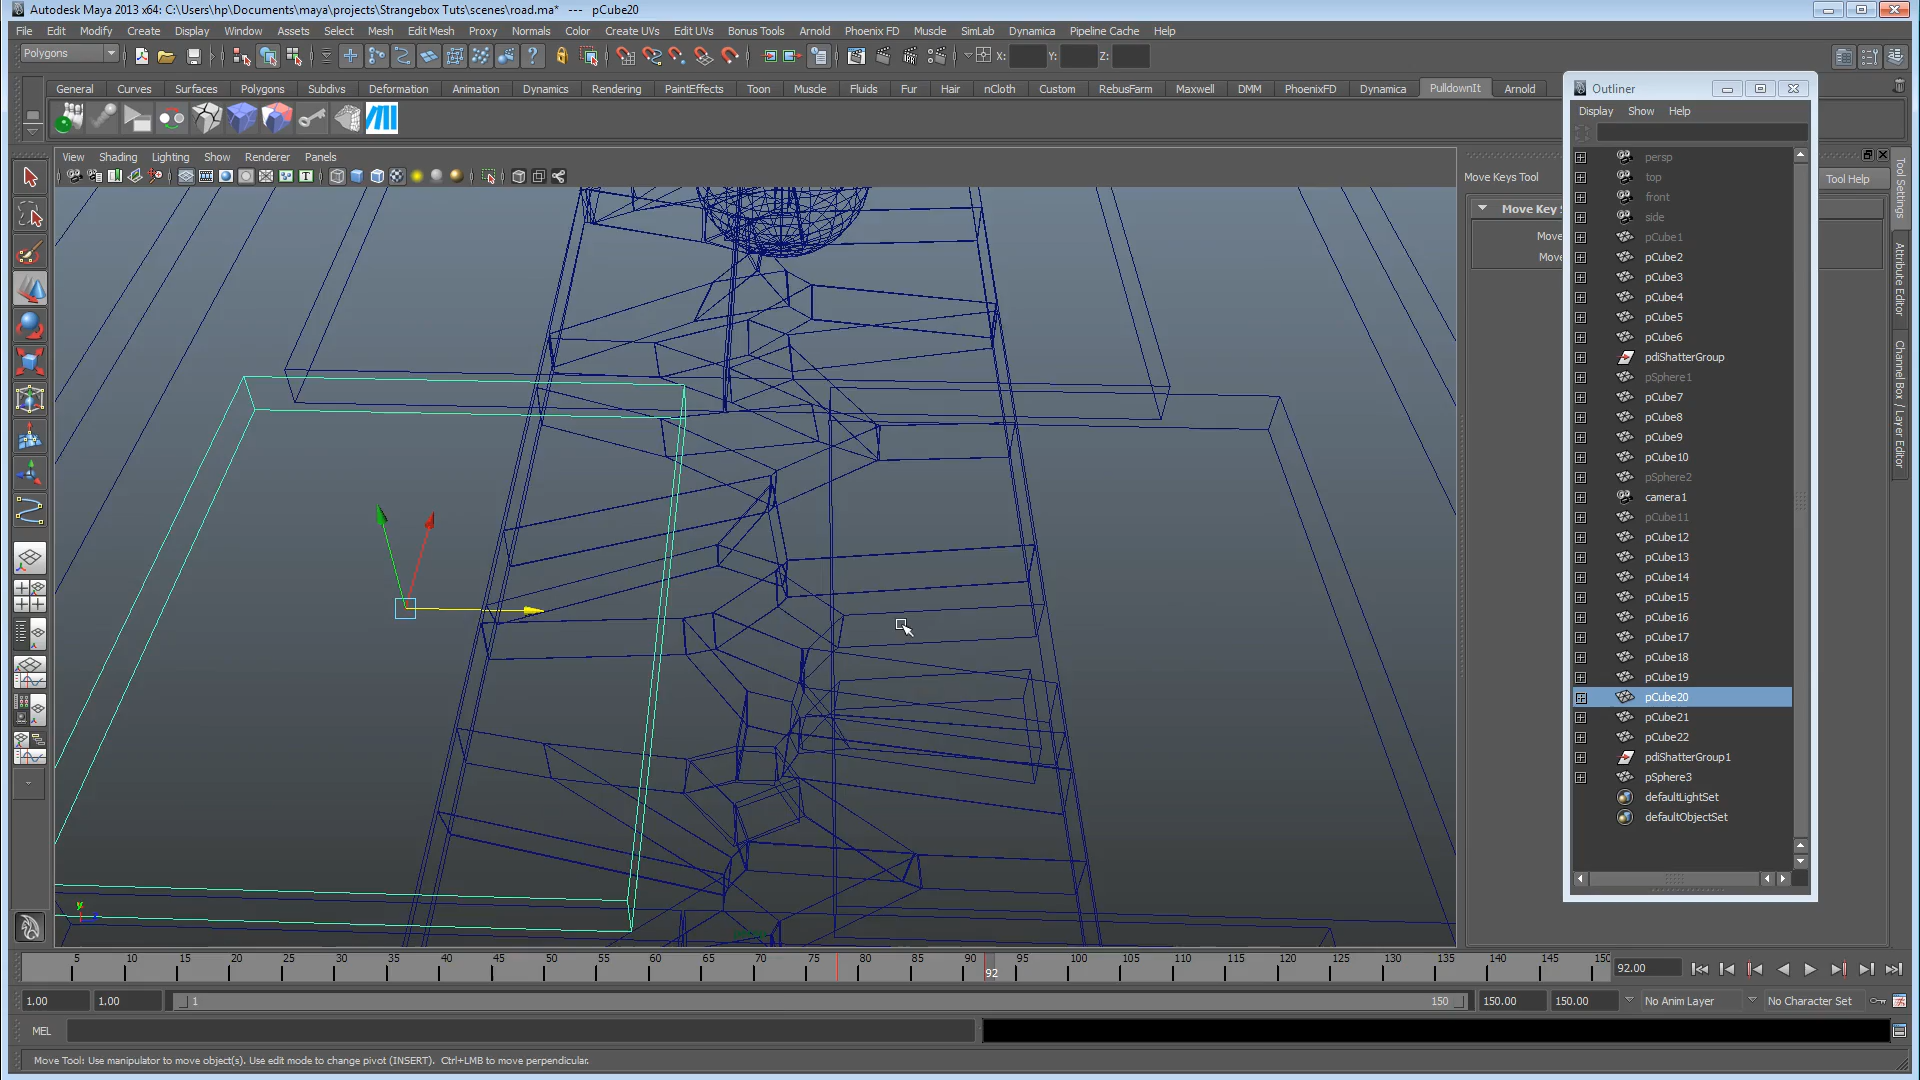 Autodesk Maya 2013 x64: C:\Users\hp\Documents\maya\projects\Strangebox Tuts\scenes\road.ma* --- pCube20
File Edit Modify Create Display Window Assets Select Mesh Edit Mesh Proxy Normals Color Create UVs Edit UVs Bonus Tools Arnold Phoenix FD Muscle SimLab Dynamica Pipeline Cache Help
Polygons X: Y: Z:
General Curves Surfaces Polygons Subdivs Deformation Animation Dynamics Rendering PaintEffects Toon Muscle Fluids Fur Hair nCloth Custom RebusFarm Maxwell DMM PhoenixFD Dynamica PulldownIt Arnold
View Shading Lighting Show Renderer Panels
Move Keys Tool
Tool Help
Move Key S
Move
Move
Tool Settings
Attribute Editor
Channel Box / Layer Editor
Outliner
Display Show Help
persp
top
front
side
pCube1
pCube2
pCube3
pCube4
pCube5
pCube6
pdiShatterGroup
pSphere1
pCube7
pCube8
pCube9
pCube10
pSphere2
camera1
pCube11
pCube12
pCube13
pCube14
pCube15
pCube16
pCube17
pCube18
pCube19
pCube20
pCube21
pCube22
pdiShatterGroup1
pSphere3
defaultLightSet
defaultObjectSet
y
5 10 15 20 25 30 35 40 45 50 55 60 65 70 75 80 85 90 95 100 105 110 115 120 125 130 135 140 145 150
92
92.00
1.00 1.00 1 150 150.00 150.00 No Anim Layer No Character Set
MEL
Move Tool: Use manipulator to move object(s). Use edit mode to change pivot (INSERT). Ctrl+LMB to move perpendicular.